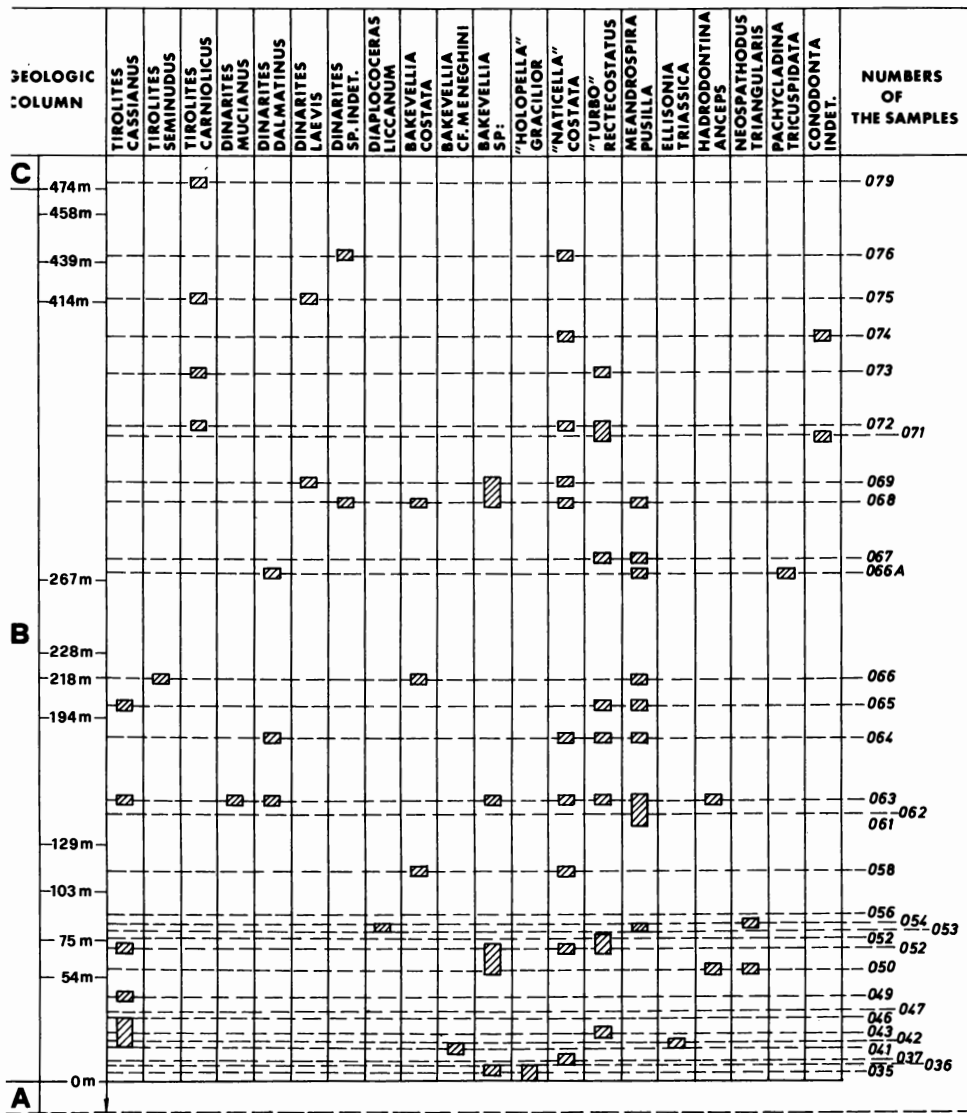 GEOLOGIC
COLUMN
TIROLITES
CASSIANUS
TIROLITES
SEMINUDUS
TIROLITES
CARNIOLICUS
DINARITES
MUCIANUS
DINARITES
DALMATINUS
DINARITES
LAEVIS
DINARITES
SP. INDET.
DIAPLOCOCERAS
LICCANUM
BAKEVELLIA
COSTATA
BAKEVELLIA
CF. MENEGHINI
BAKEVELLIA
SP:
"HOLOPELLA"
GRACILIOR
"NATICELLA"
COSTATA
"TURBO"
RECTECOSTATUS
MEANDROSPIRA
PUSILLA
ELLISONIA
TRIASSICA
HADRODONTINA
ANCEPS
NEOSPATHODUS
TRIANGULARIS
PACHYCLADINA
TRICUSPIDATA
CONODONTA
INDET.
NUMBERS
OF
THE SAMPLES
C
079
474m
458m
076
439m
075
414m
074
073
072
071
069
068
067
066A
267m
B
228m
218m
066
065
194m
064
063
062
061
129m
058
103m
056
054
053
052
75m
052
050
54m
049
047
046
043
042
041
037
036
035
0m
A